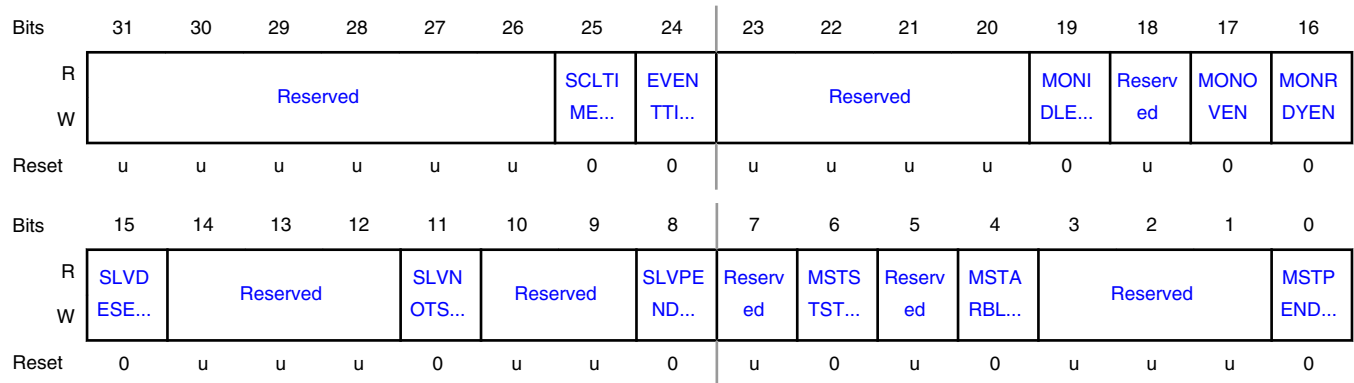 Bits 31 30 29 28 27 26 25 24 23 22 21 20 19 18 17 16
R
W
Reserved SCLTI EVEN Reserved MONI Reserv MONO MONR
ME... TTI... DLE... ed VEN DYEN
Reset u u u u u u 0 0 u u u u 0 u 0 0
Bits 15 14 13 12 11 10 9 8 7 6 5 4 3 2 1 0
R
W
SLVD Reserved SLVN Reserved SLVPE Reserv MSTS Reserv MSTA Reserved MSTP
ESE... OTS... ND... ed TST... ed RBL... END...
Reset 0 u u u 0 u u 0 u 0 u 0 u u u 0